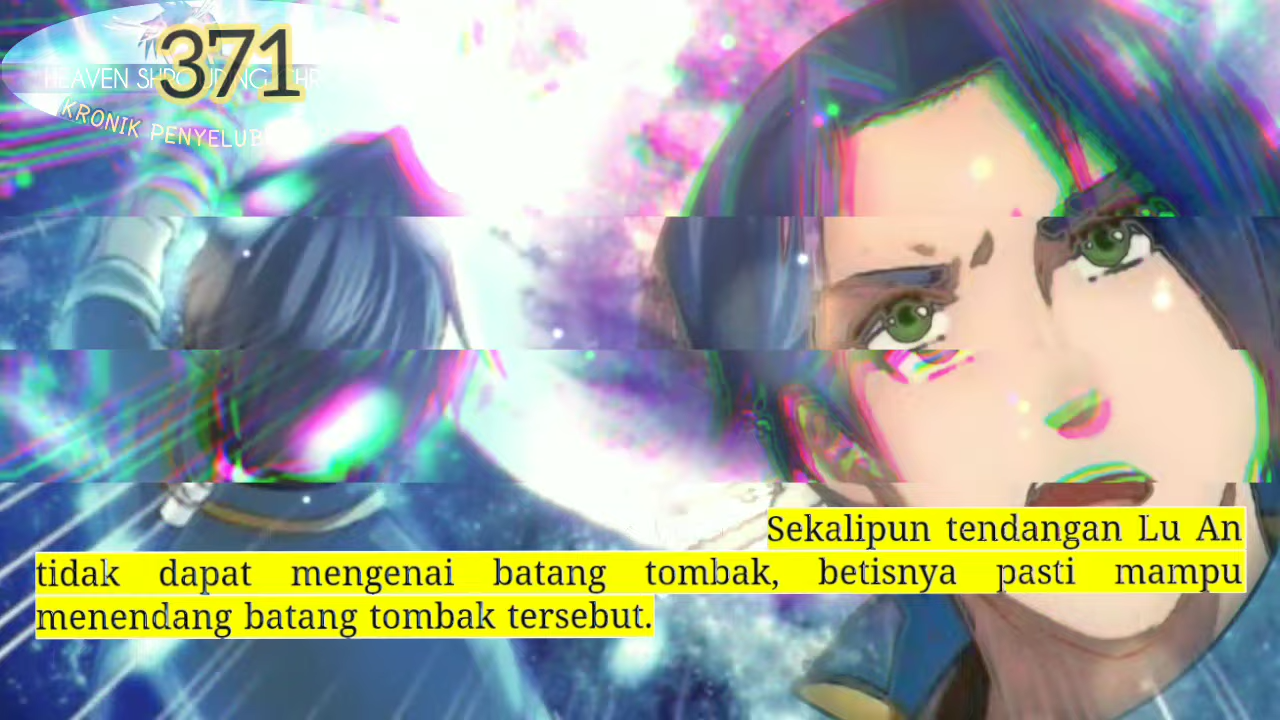 371
HEAVEN SHROUDING CHR
KRONIK PENYELUB
Sekalipun tendangan Lu An
tidak dapat mengenai batang tombak, betisnya pasti mampu
menendang batang tombak tersebut.